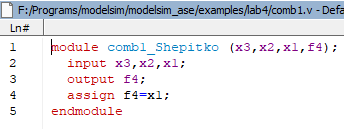 F:/Programs/modelsim/modelsim_ase/examples/lab4/comb1.v - Defa
Ln#
1 module comb1_Shepitko (x3,x2,x1,f4);
2 input x3,x2,x1;
3 output f4;
4 assign f4=x1;
5 endmodule